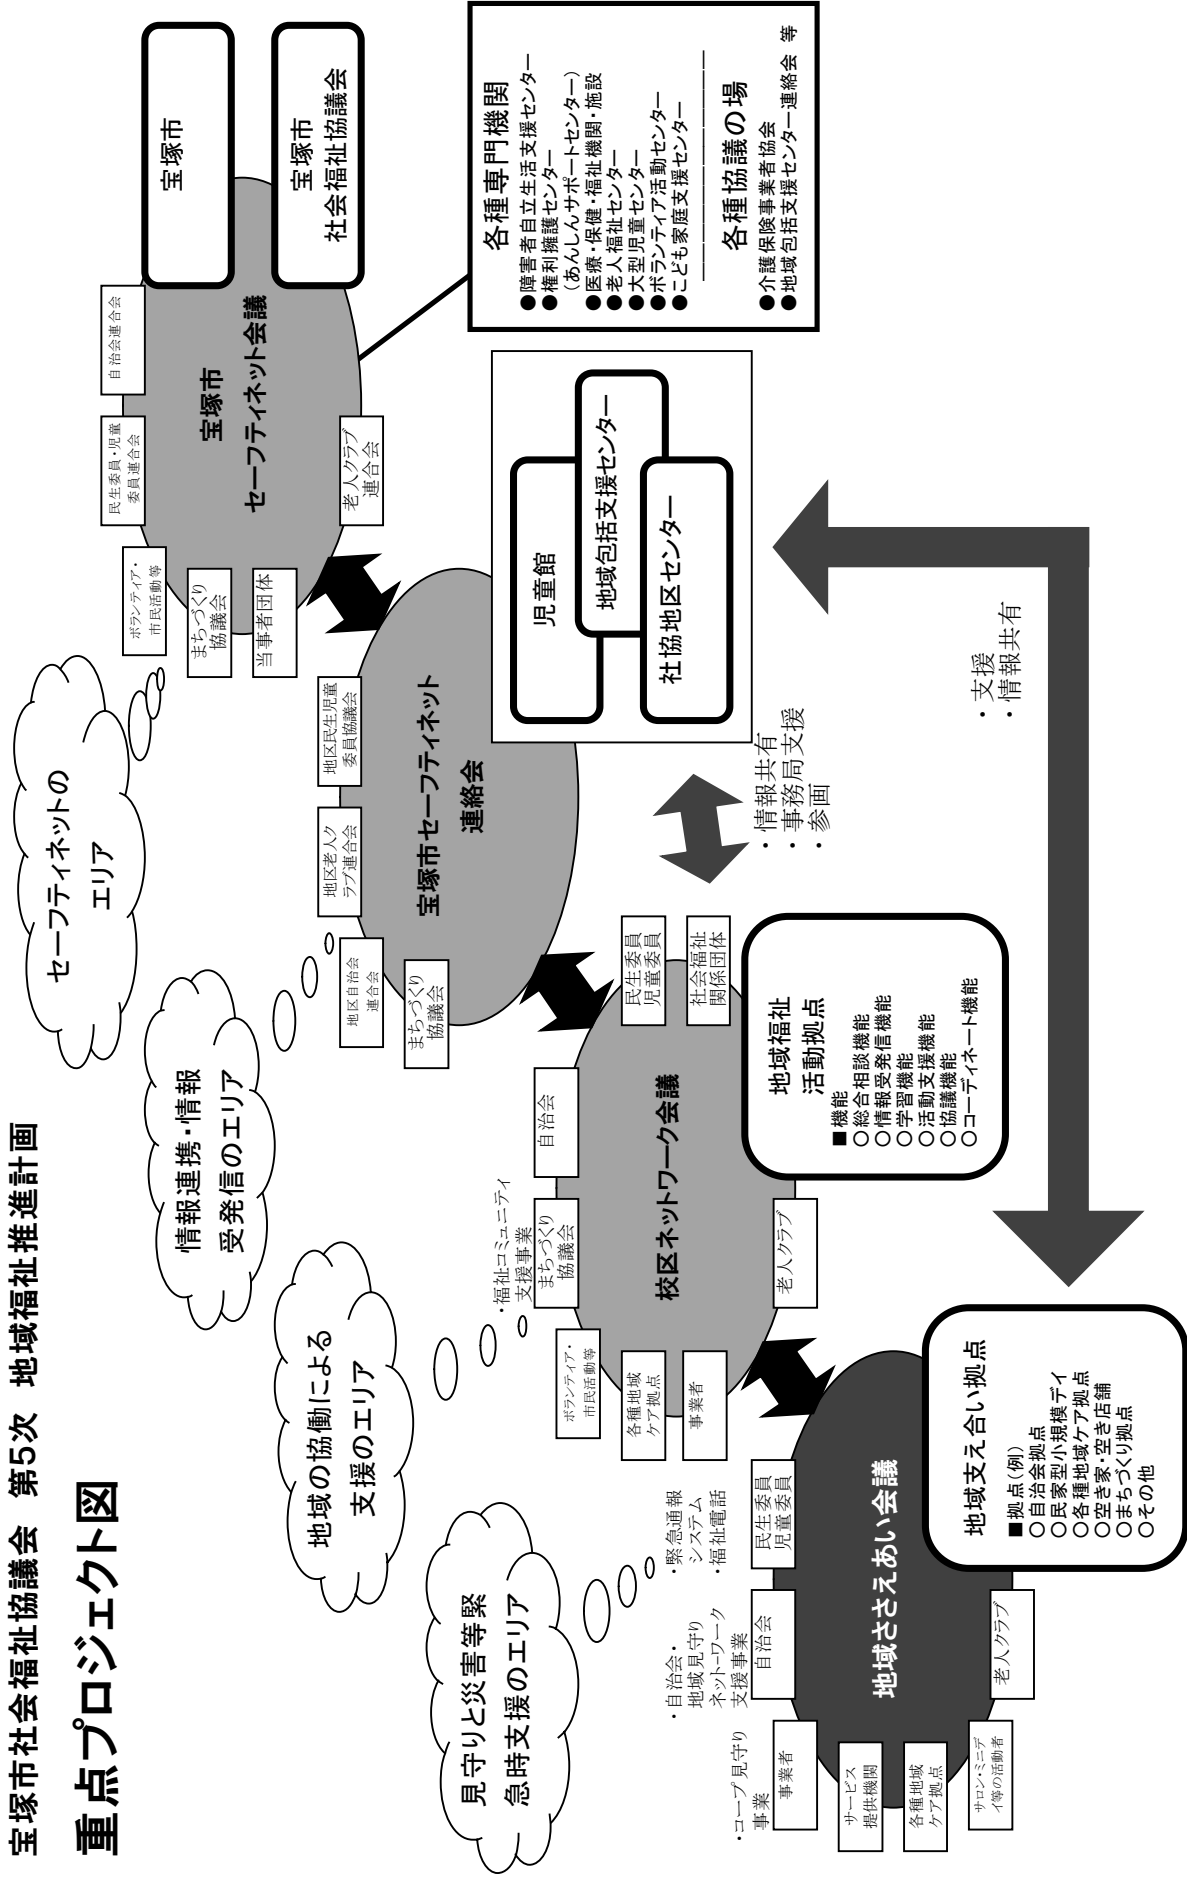 宝塚市社会福祉協議会　第5次　地域福祉推進計画
重点プロジェクト図
セーフティネットの
エリア
情報連携・情報
受発信のエリア
地域の協働による
支援のエリア
見守りと災害等緊
急時支援のエリア
宝塚市
宝塚市
社会福祉協議会
自治会連合会
民生委員・児童
委員連合会
ボランティア・
市民活動等
まちづくり
協議会
当事者団体
老人クラブ
連合会
宝塚市
セーフティネット会議
各種専門機関
●障害者自立生活支援センター
●権利擁護センター
（あんしんサポートセンター）
●医療・保健・福祉機関・施設
●老人福祉センター
●大型児童センター
●ボランティア活動センター
●こども家庭支援センター
各種協議の場
●介護保険事業者協会
●地域包括支援センター連絡会 等
地区民生児童
委員協議会
地区老人ク
ラブ連合会
地区自治会
連合会
まちづくり
協議会
宝塚市セーフティネット
連絡会
児童館
地域包括支援センター
社協地区センター
・情報共有
・事務局支援
・参画
・支援
・情報共有
・福祉コミュニティ
支援事業
自治会
まちづくり
協議会
ボランティア・
市民活動等
各種地域
ケア拠点
事業者
民生委員
児童委員
社会福祉
関係団体
老人クラブ
校区ネットワーク会議
地域福祉
活動拠点
■機能
○総合相談機能
○情報受発信機能
○学習機能
○活動支援機能
○協議機能
○コーディネート機能
・緊急通報
システム
・福祉電話
・自治会・
地域見守り
ネットーワーク
支援事業
・コープ見守り
事業
民生委員
児童委員
自治会
事業者
サービス
提供機関
各種地域
ケア拠点
サロン・ミニデ
イ等の活動者
老人クラブ
地域ささえあい会議
地域支え合い拠点
■拠点（例）
○自治会拠点
○民家型小規模デイ
○各種地域ケア拠点
○空き家・空き店舗
○まちづくり拠点
○その他